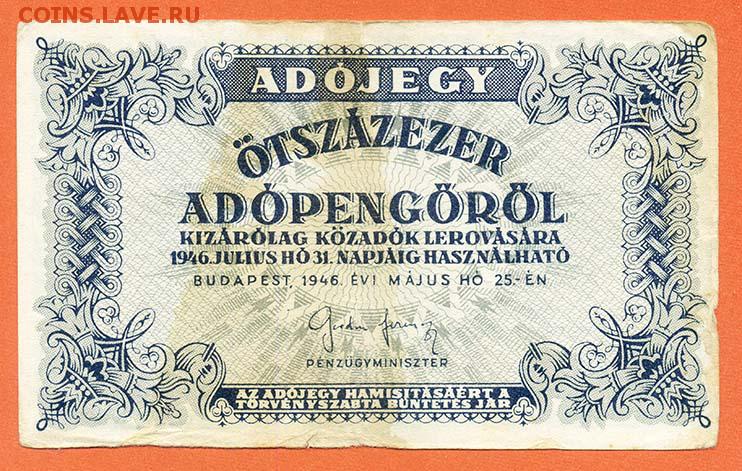 COINS.LAVE.RU
ADÓJEGY
ÖTSZÁZEZER
ADÓPENGŐRŐL
KIZÁRÓLAG KÖZADÓK LEROVÁSÁRA
1946. JULIUS HÓ 31. NAPJÁIG HASZNÁLHATÓ
BUDAPEST, 1946. ÉVI MÁJUS HÓ 25.-ÉN
PÉNZÜGYMINISZTER
AZ ADÓJEGY HAMISITÁSAÉRT A
TÖRVÉNYSZABTA BÜNTETÉS JÁR